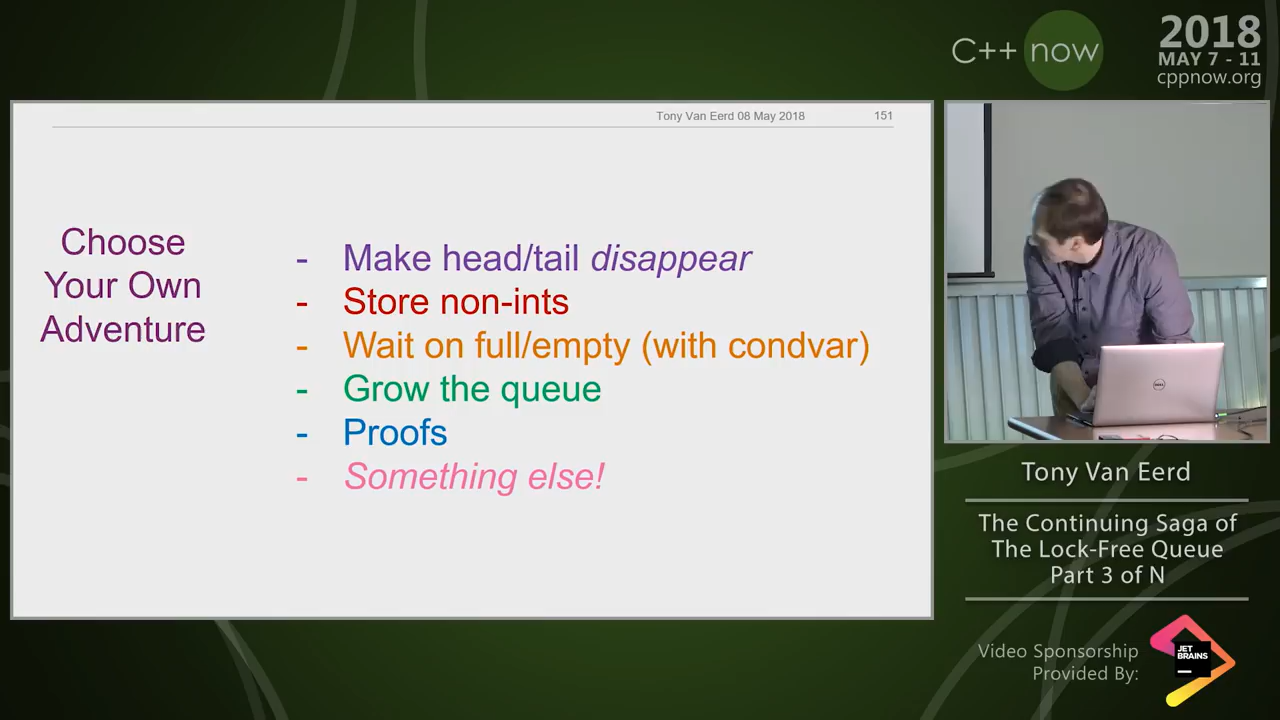 C++ now
2018
MAY 7 - 11
cppnow.org
Tony Van Eerd 08 May 2018 151
Choose
Your Own
Adventure
- Make head/tail disappear
- Store non-ints
- Wait on full/empty (with condvar)
- Grow the queue
- Proofs
- Something else!
DELL
Tony Van Eerd
The Continuing Saga of
The Lock-Free Queue
Part 3 of N
Video Sponsorship
Provided By:
JET
BRAINS